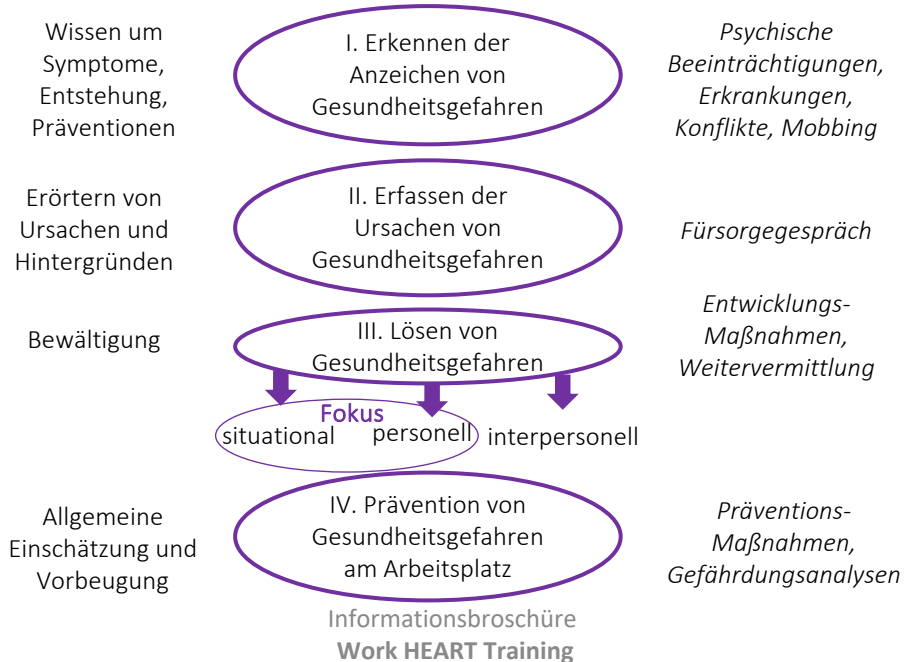 Wissen um
Symptome,
Entstehung,
Präventionen
I. Erkennen der
Anzeichen von
Gesundheitsgefahren
Psychische
Beeinträchtigungen,
Erkrankungen,
Konflikte, Mobbing
Erörtern von
Ursachen und
Hintergründen
II. Erfassen der
Ursachen von
Gesundheitsgefahren
Fürsorgegespräch
Bewältigung
III. Lösen von
Gesundheitsgefahren
Entwicklungs-
Maßnahmen,
Weitervermittlung
Fokus
situational
personell
interpersonell
Allgemeine
Einschätzung und
Vorbeugung
IV. Prävention von
Gesundheitsgefahren
am Arbeitsplatz
Präventions-
Maßnahmen,
Gefährdungsanalysen
Informationsbroschüre
Work HEART Training